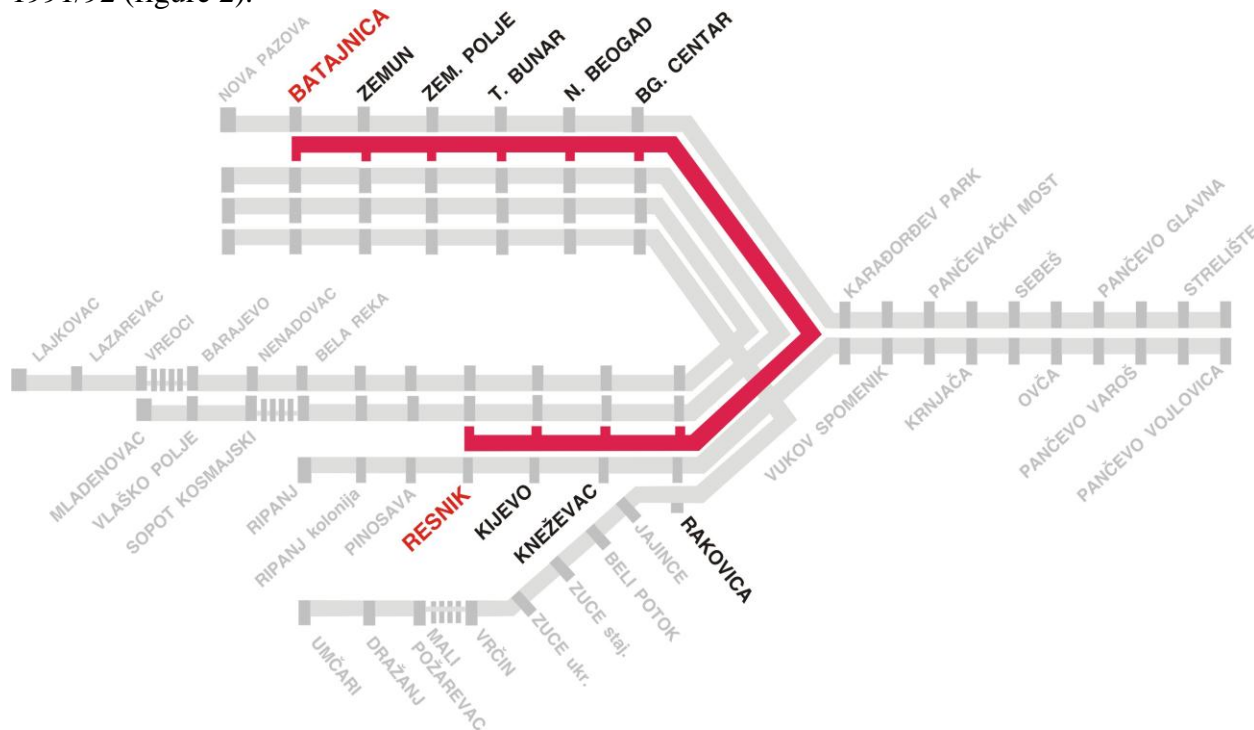 1991/92 (figure 2).
NOVA PAZOVA
BATAJNICA
ZEMUN
ZEM. POLJE
T. BUNAR
N. BEOGAD
BG. CENTAR
KARAĐORĐEV PARK
PANČEVAČKI MOST
SEBEŠ
PANČEVO GLAVNA
STRELIŠTE
LAJKOVAC
LAZAREVAC
VREOCI
BARAJEVO
NENADOVAC
BELA REKA
MLADENOVAC
VLAŠKO POLJE
SOPOT KOSMAJSKI
RIPANJ
RIPANJ kolonija
PINOSAVA
RESNIK
KIJEVO
KNEŽEVAC
RAKOVICA
VUKOV SPOMENIK
KRNJAČA
OVČA
PANČEVO VAROŠ
PANČEVO VOJLOVICA
JAJINCE
BELI POTOK
ZUCE staj.
ZUCE ukr.
VRČIN
MALI
POŽAREVAC
DRAŽANJ
UMČARI